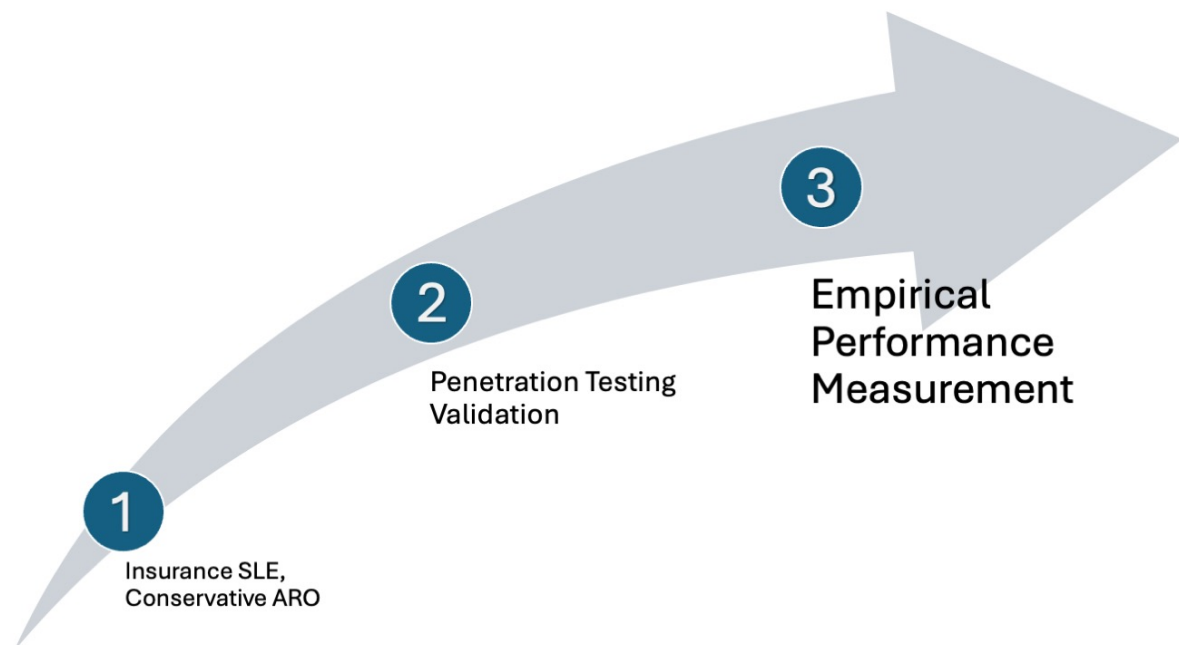 1
Insurance SLE,
Conservative ARO
2
Penetration Testing
Validation
3
Empirical
Performance
Measurement